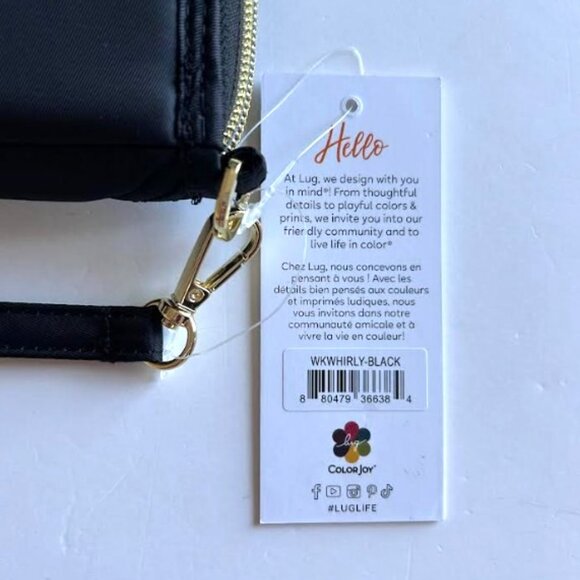 Hello
At Lug, we design with you
in mind®! From thoughtful
details to playful colors &
prints, we invite you into our
friendly community and to
live life in color®
Chez Lug, nous concevons en
pensant à vous ! Avec les
détails bien pensés aux couleurs
et imprimés ludiques, nous
vous invitons dans notre
communauté amicale et à
vivre la vie en couleur!
WKWHIRLY-BLACK
8 80479 36638 4
lug
COLORJOY™
#LUGLIFE